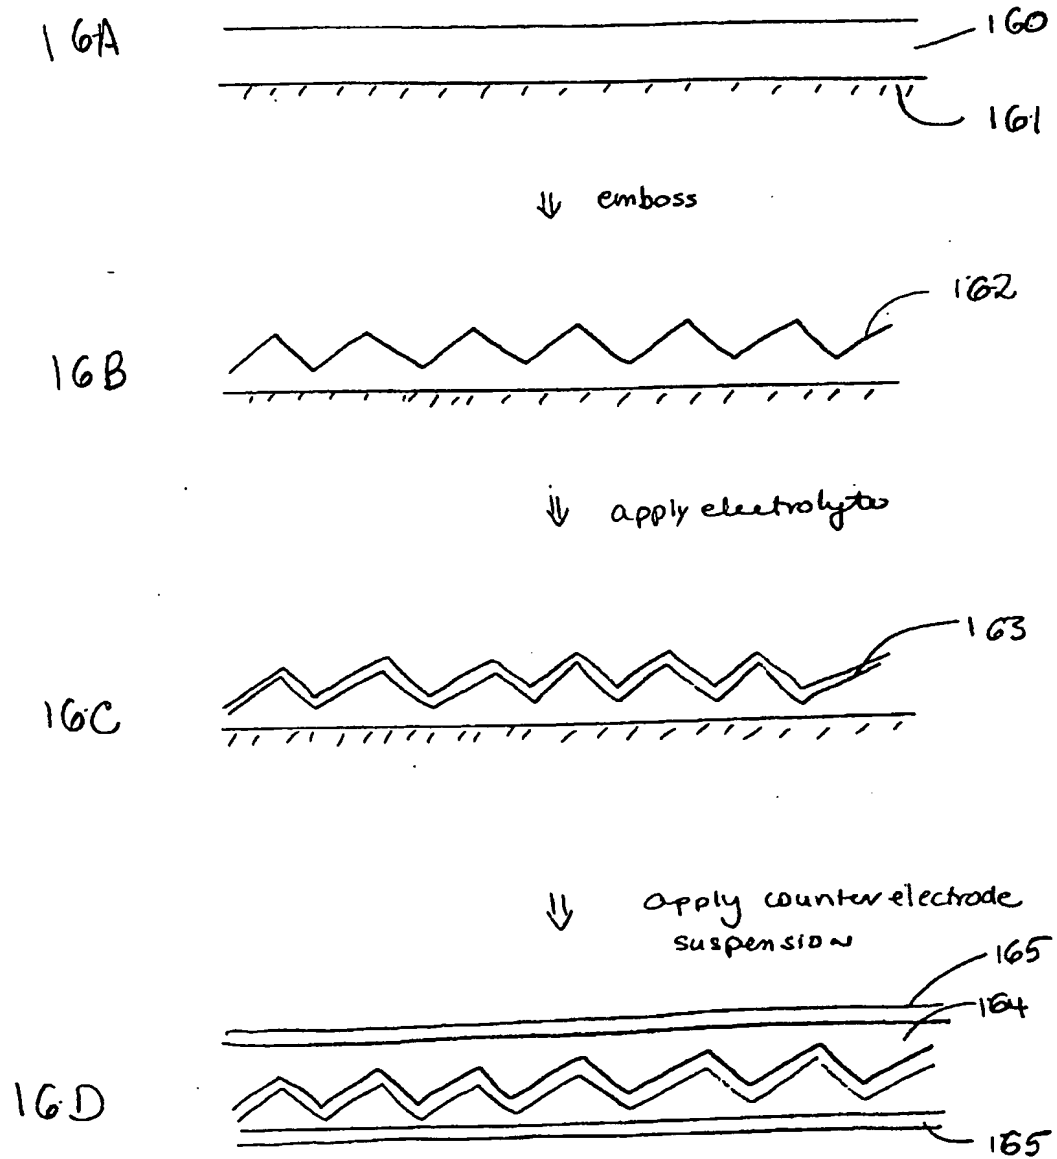 16A
160
161
⇓ emboss
162
16B
⇓ apply electrolyte
163
16C
⇓ apply counter electrode
suspension
165
164
16D
165